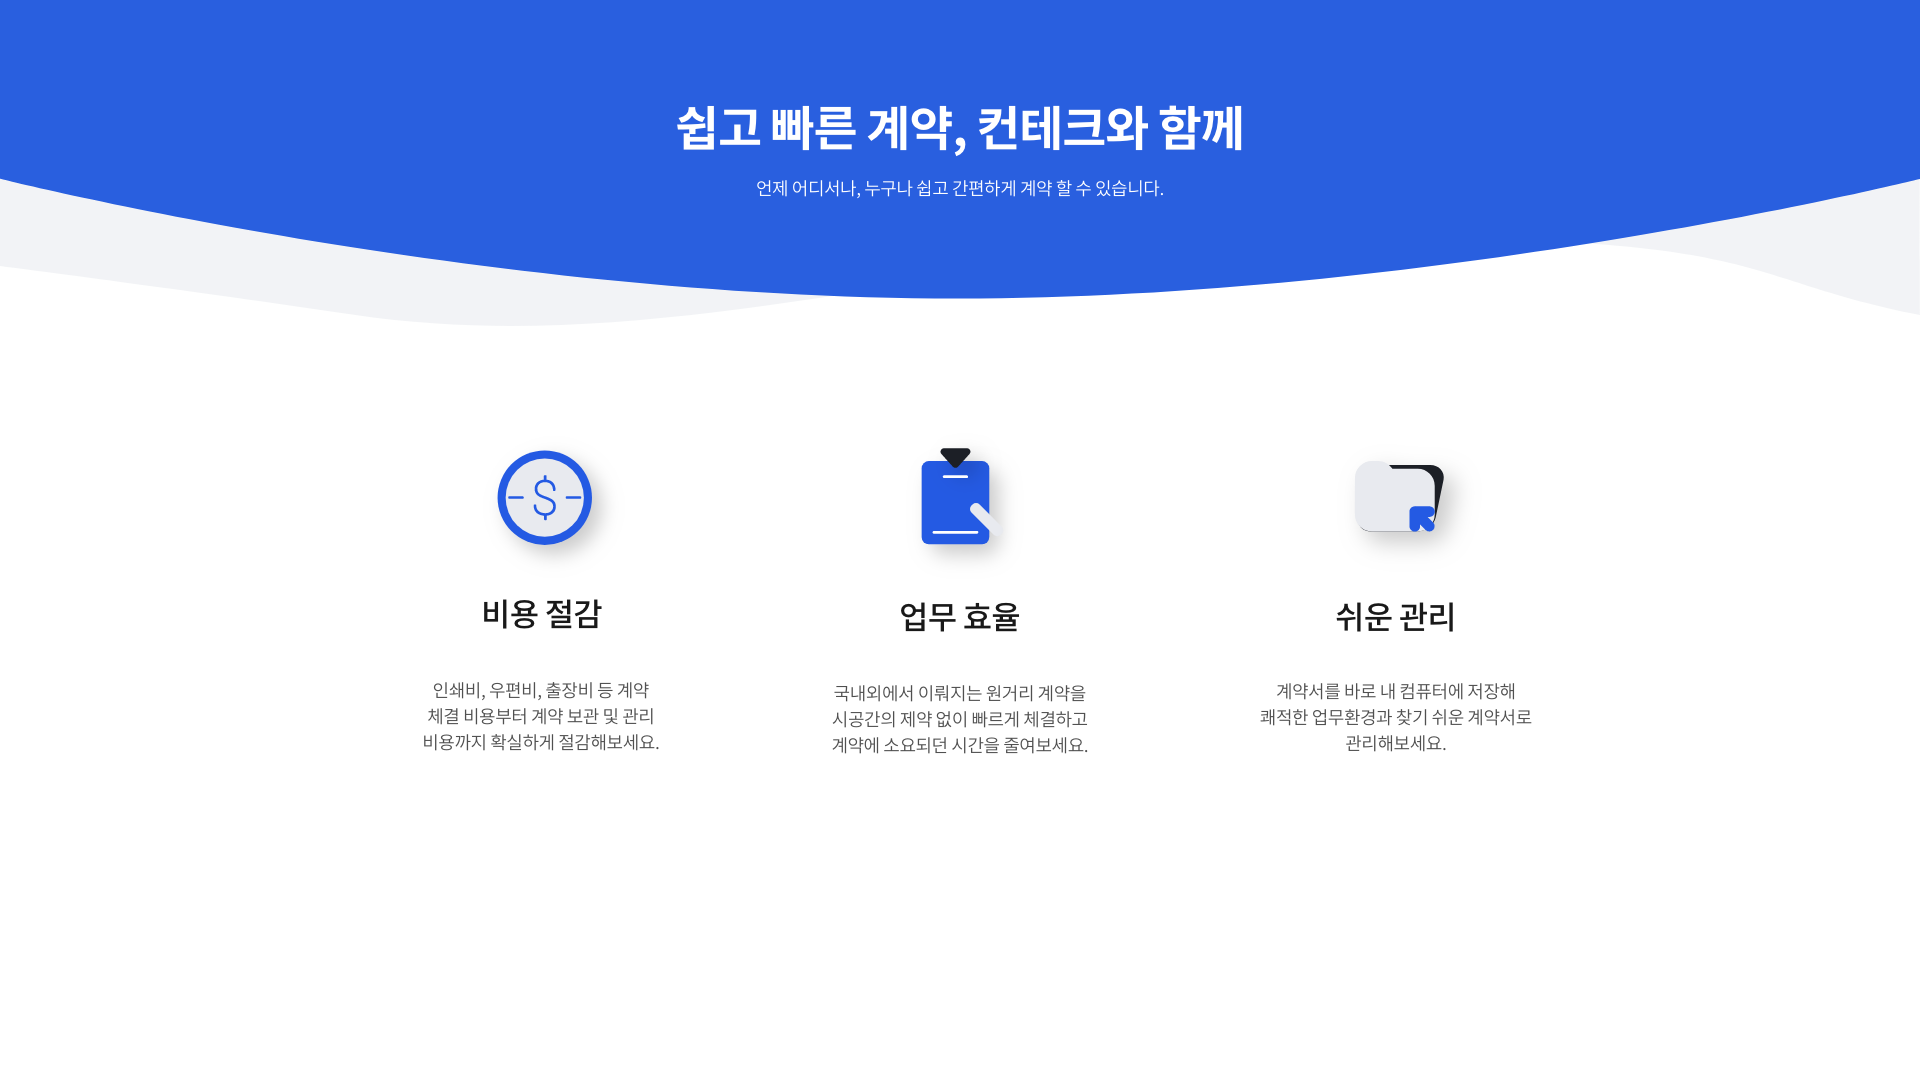 쉽고 빠른 계약, 컨테크와 함께
언제 어디서나, 누구나 쉽고 간편하게 계약 할 수 있습니다.
$
비용 절감
인쇄비, 우편비, 출장비 등 계약
체결 비용부터 계약 보관 및 관리
비용까지 확실하게 절감해보세요.
업무 효율
국내외에서 이뤄지는 원거리 계약을
시공간의 제약 없이 빠르게 체결하고
계약에 소요되던 시간을 줄여보세요.
쉬운 관리
계약서를 바로 내 컴퓨터에 저장해
쾌적한 업무환경과 찾기 쉬운 계약서로
관리해보세요.